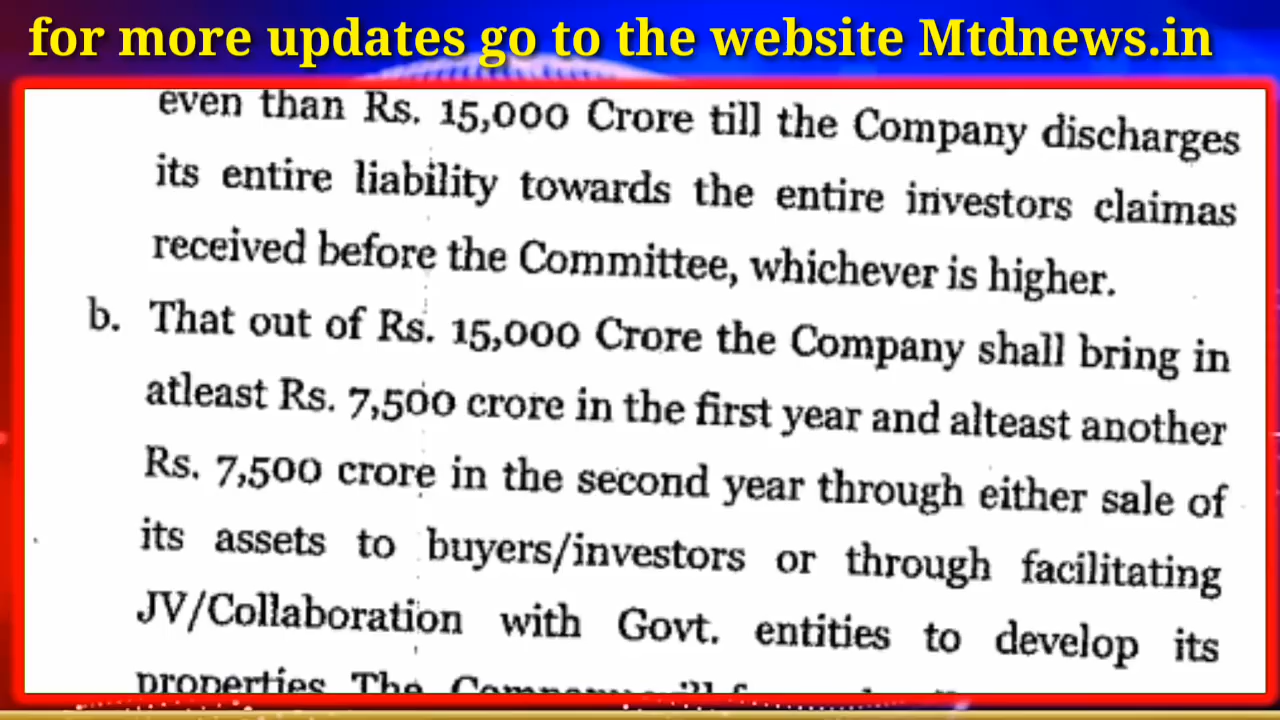 for more updates go to the website Mtdnews.in
even than Rs. 15,000 Crore till the Company discharges
its entire liability towards the entire investors claimas
received before the Committee, whichever is higher.
b. That out of Rs. 15,000 Crore the Company shall bring in
atleast Rs. 7,500 crore in the first year and alteast another
Rs. 7,500 crore in the second year through either sale of
its assets to buyers/investors or through facilitating
JV/Collaboration with Govt. entities to develop its
properties The Company will